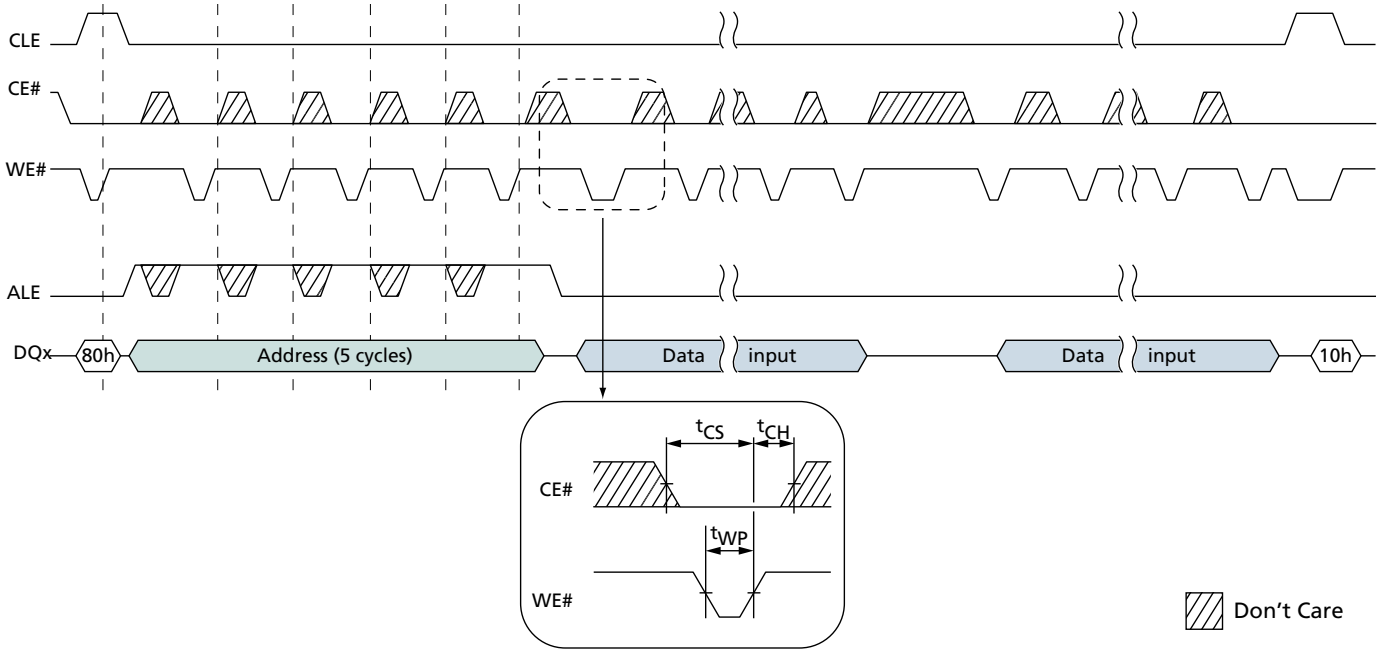 CLE
CE#
WE#
ALE
DQx 80h Address (5 cycles) Data input Data input 10h
tCS tCH
CE#
tWP
WE#
Don't Care